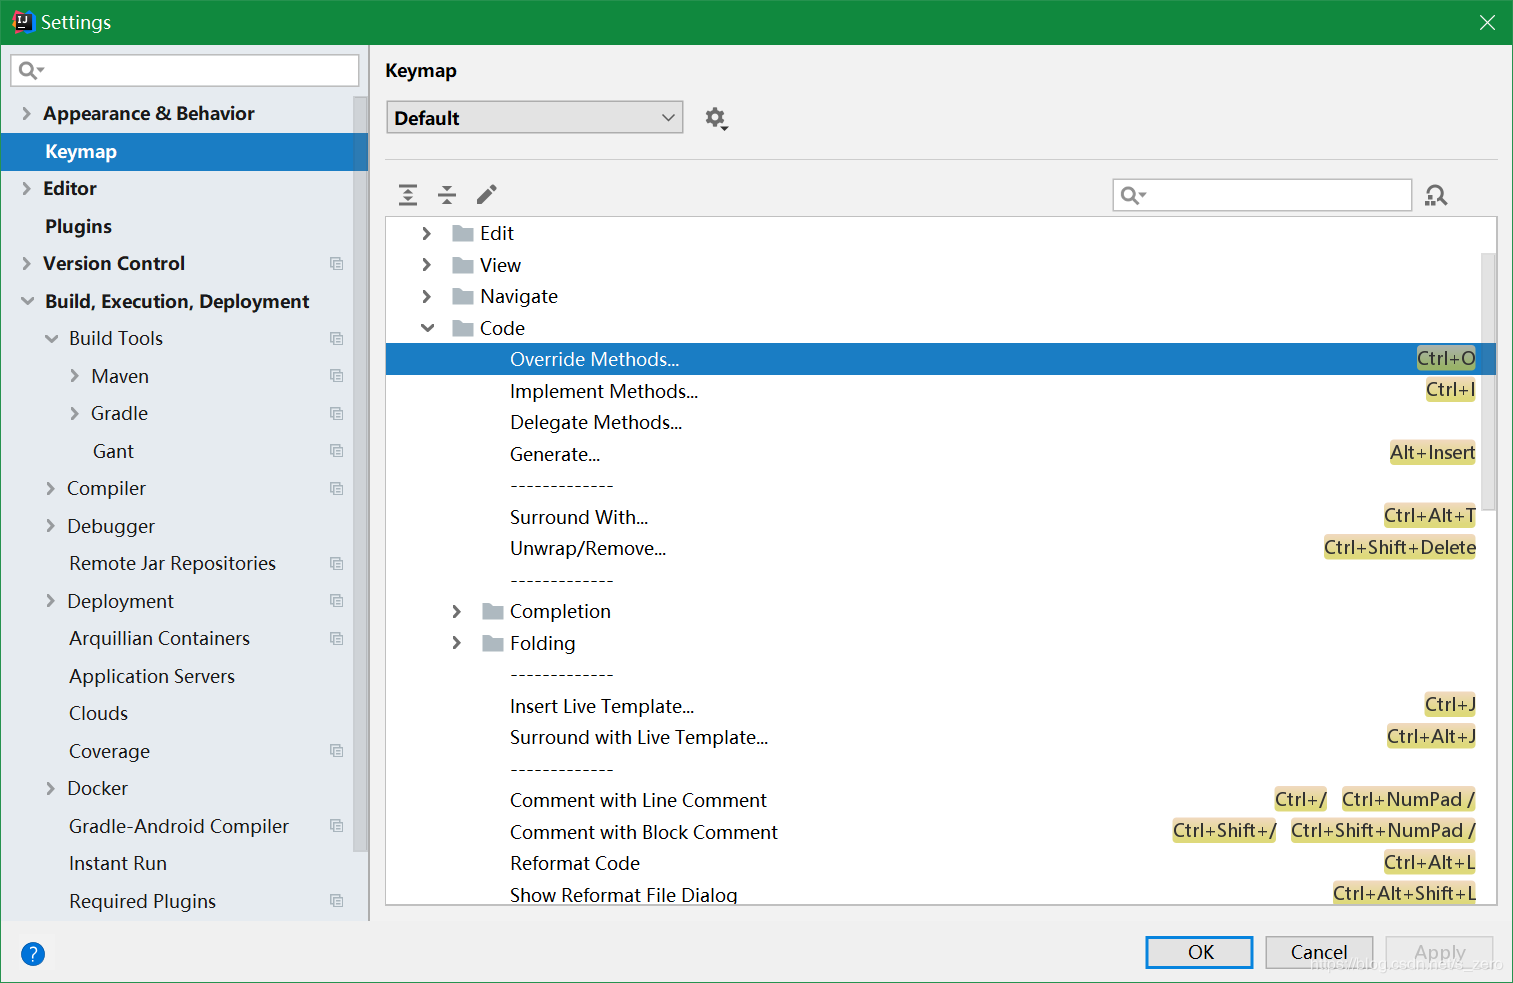 Settings
Appearance & Behavior
Keymap
Editor
Plugins
Version Control
Build, Execution, Deployment
Build Tools
Maven
Gradle
Gant
Compiler
Debugger
Remote Jar Repositories
Deployment
Arquillian Containers
Application Servers
Clouds
Coverage
Docker
Gradle-Android Compiler
Instant Run
Required Plugins
Keymap
Default
Edit
View
Navigate
Code
Override Methods... Ctrl+O
Implement Methods... Ctrl+I
Delegate Methods...
Generate... Alt+Insert
-------------
Surround With... Ctrl+Alt+T
Unwrap/Remove... Ctrl+Shift+Delete
-------------
Completion
Folding
-------------
Insert Live Template... Ctrl+J
Surround with Live Template... Ctrl+Alt+J
-------------
Comment with Line Comment Ctrl+/ Ctrl+NumPad /
Comment with Block Comment Ctrl+Shift+/ Ctrl+Shift+NumPad /
Reformat Code Ctrl+Alt+L
Show Reformat File Dialog Ctrl+Alt+Shift+L
? OK Cancel Apply
https://blog.csdn.net/s_zero